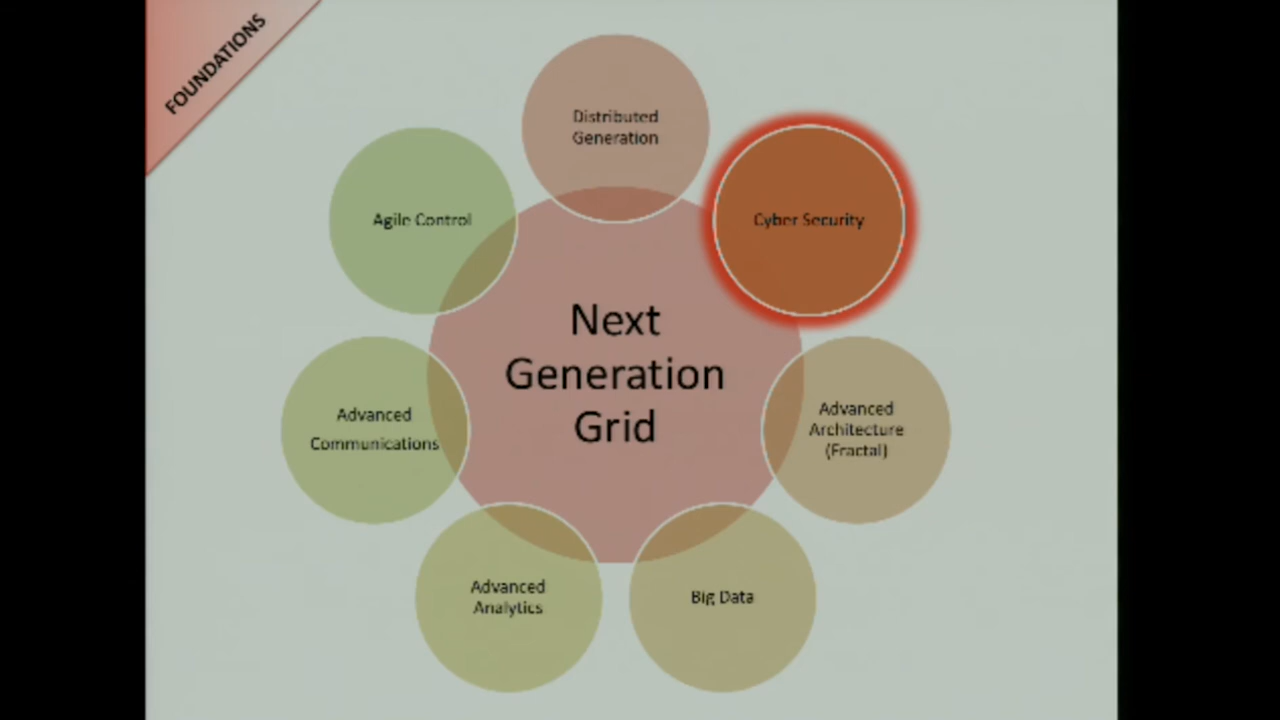 FOUNDATIONS
Distributed
Generation
Cyber Security
Agile Control
Next
Generation
Grid
Advanced
Architecture
(Fractal)
Advanced
Communications
Advanced
Analytics
Big Data